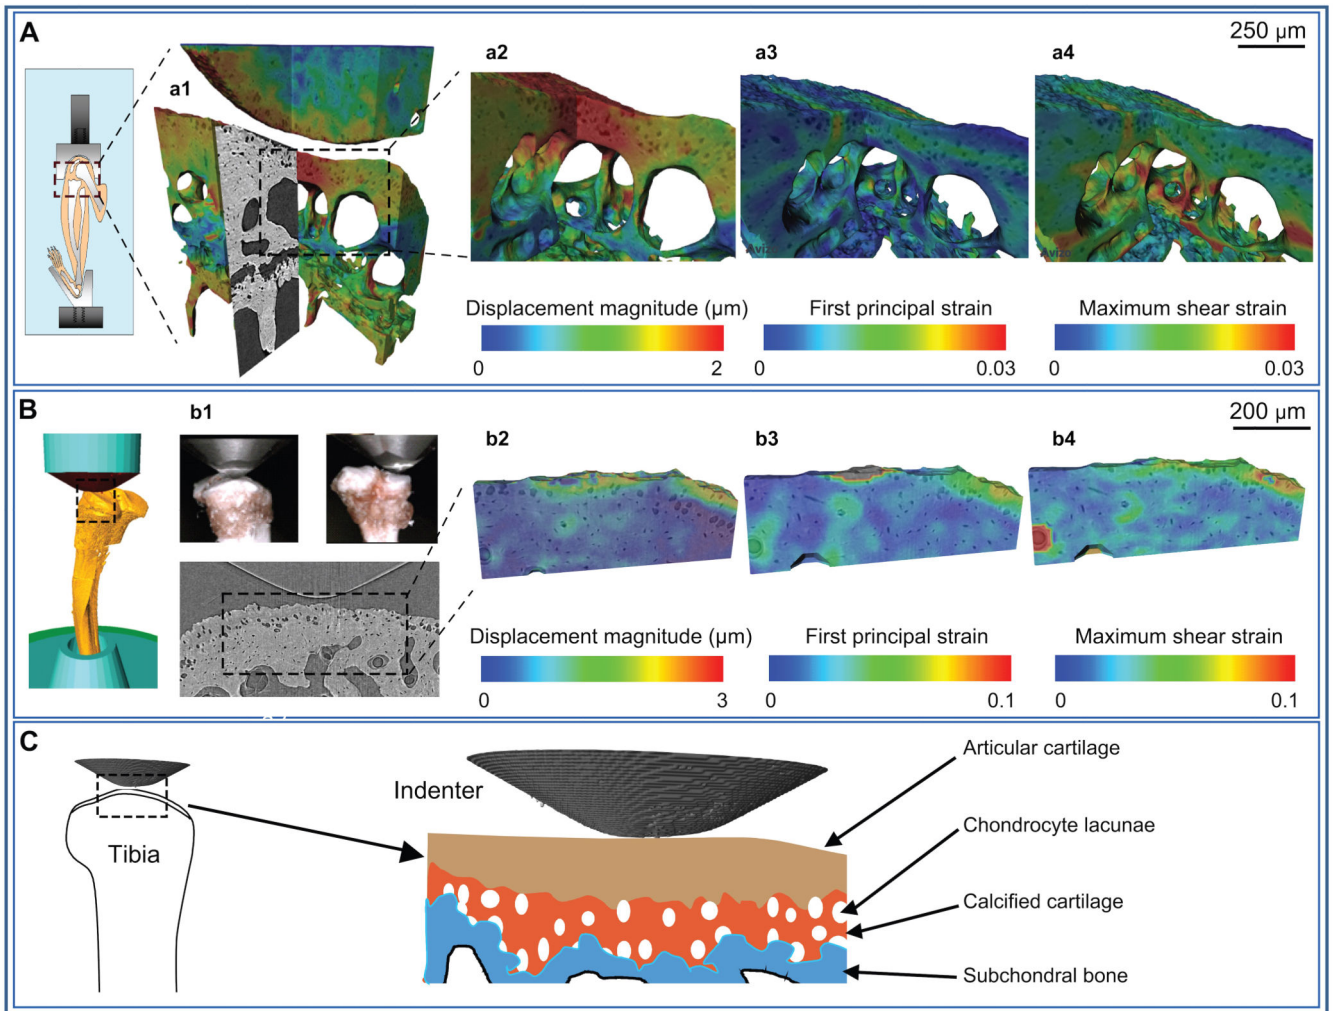 A
250 µm
a1
a2
a3
a4
Avizo
Avizo
Displacement magnitude (µm)
First principal strain
Maximum shear strain
0
2
0
0.03
0
0.03
B
200 µm
b1
b2
b3
b4
Displacement magnitude (µm)
First principal strain
Maximum shear strain
0
3
0
0.1
0
0.1
C
Articular cartilage
Indenter
Chondrocyte lacunae
Tibia
Calcified cartilage
Subchondral bone